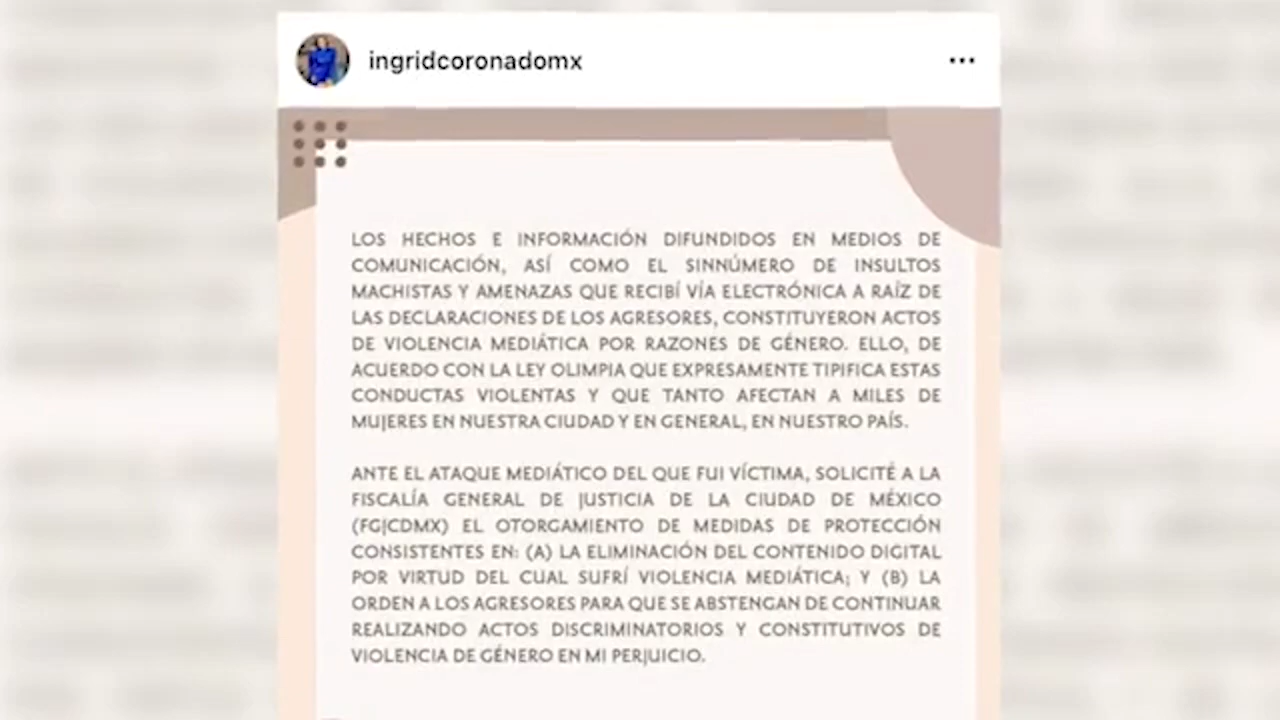 ingridcoronadomx
LOS HECHOS E INFORMACIÓN DIFUNDIDOS EN MEDIOS DE
COMUNICACIÓN, ASÍ COMO EL SINNÚMERO DE INSULTOS
MACHISTAS Y AMENAZAS QUE RECIBÍ VÍA ELECTRÓNICA A RAÍZ DE
LAS DECLARACIONES DE LOS AGRESORES, CONSTITUYERON ACTOS
DE VIOLENCIA MEDIÁTICA POR RAZONES DE GÉNERO. ELLO, DE
ACUERDO CON LA LEY OLIMPIA QUE EXPRESAMENTE TIPIFICA ESTAS
CONDUCTAS VIOLENTAS Y QUE TANTO AFECTAN A MILES DE
MUJERES EN NUESTRA CIUDAD Y EN GENERAL, EN NUESTRO PAÍS.
ANTE EL ATAQUE MEDIÁTICO DEL QUE FUI VÍCTIMA, SOLICITÉ A LA
FISCALÍA GENERAL DE JUSTICIA DE LA CIUDAD DE MÉXICO
(FGJCDMX) EL OTORGAMIENTO DE MEDIDAS DE PROTECCIÓN
CONSISTENTES EN: (A) LA ELIMINACIÓN DEL CONTENIDO DIGITAL
POR VIRTUD DEL CUAL SUFRÍ VIOLENCIA MEDIÁTICA; Y (B) LA
ORDEN A LOS AGRESORES PARA QUE SE ABSTENGAN DE CONTINUAR
REALIZANDO ACTOS DISCRIMINATORIOS Y CONSTITUTIVOS DE
VIOLENCIA DE GÉNERO EN MI PERJUICIO.